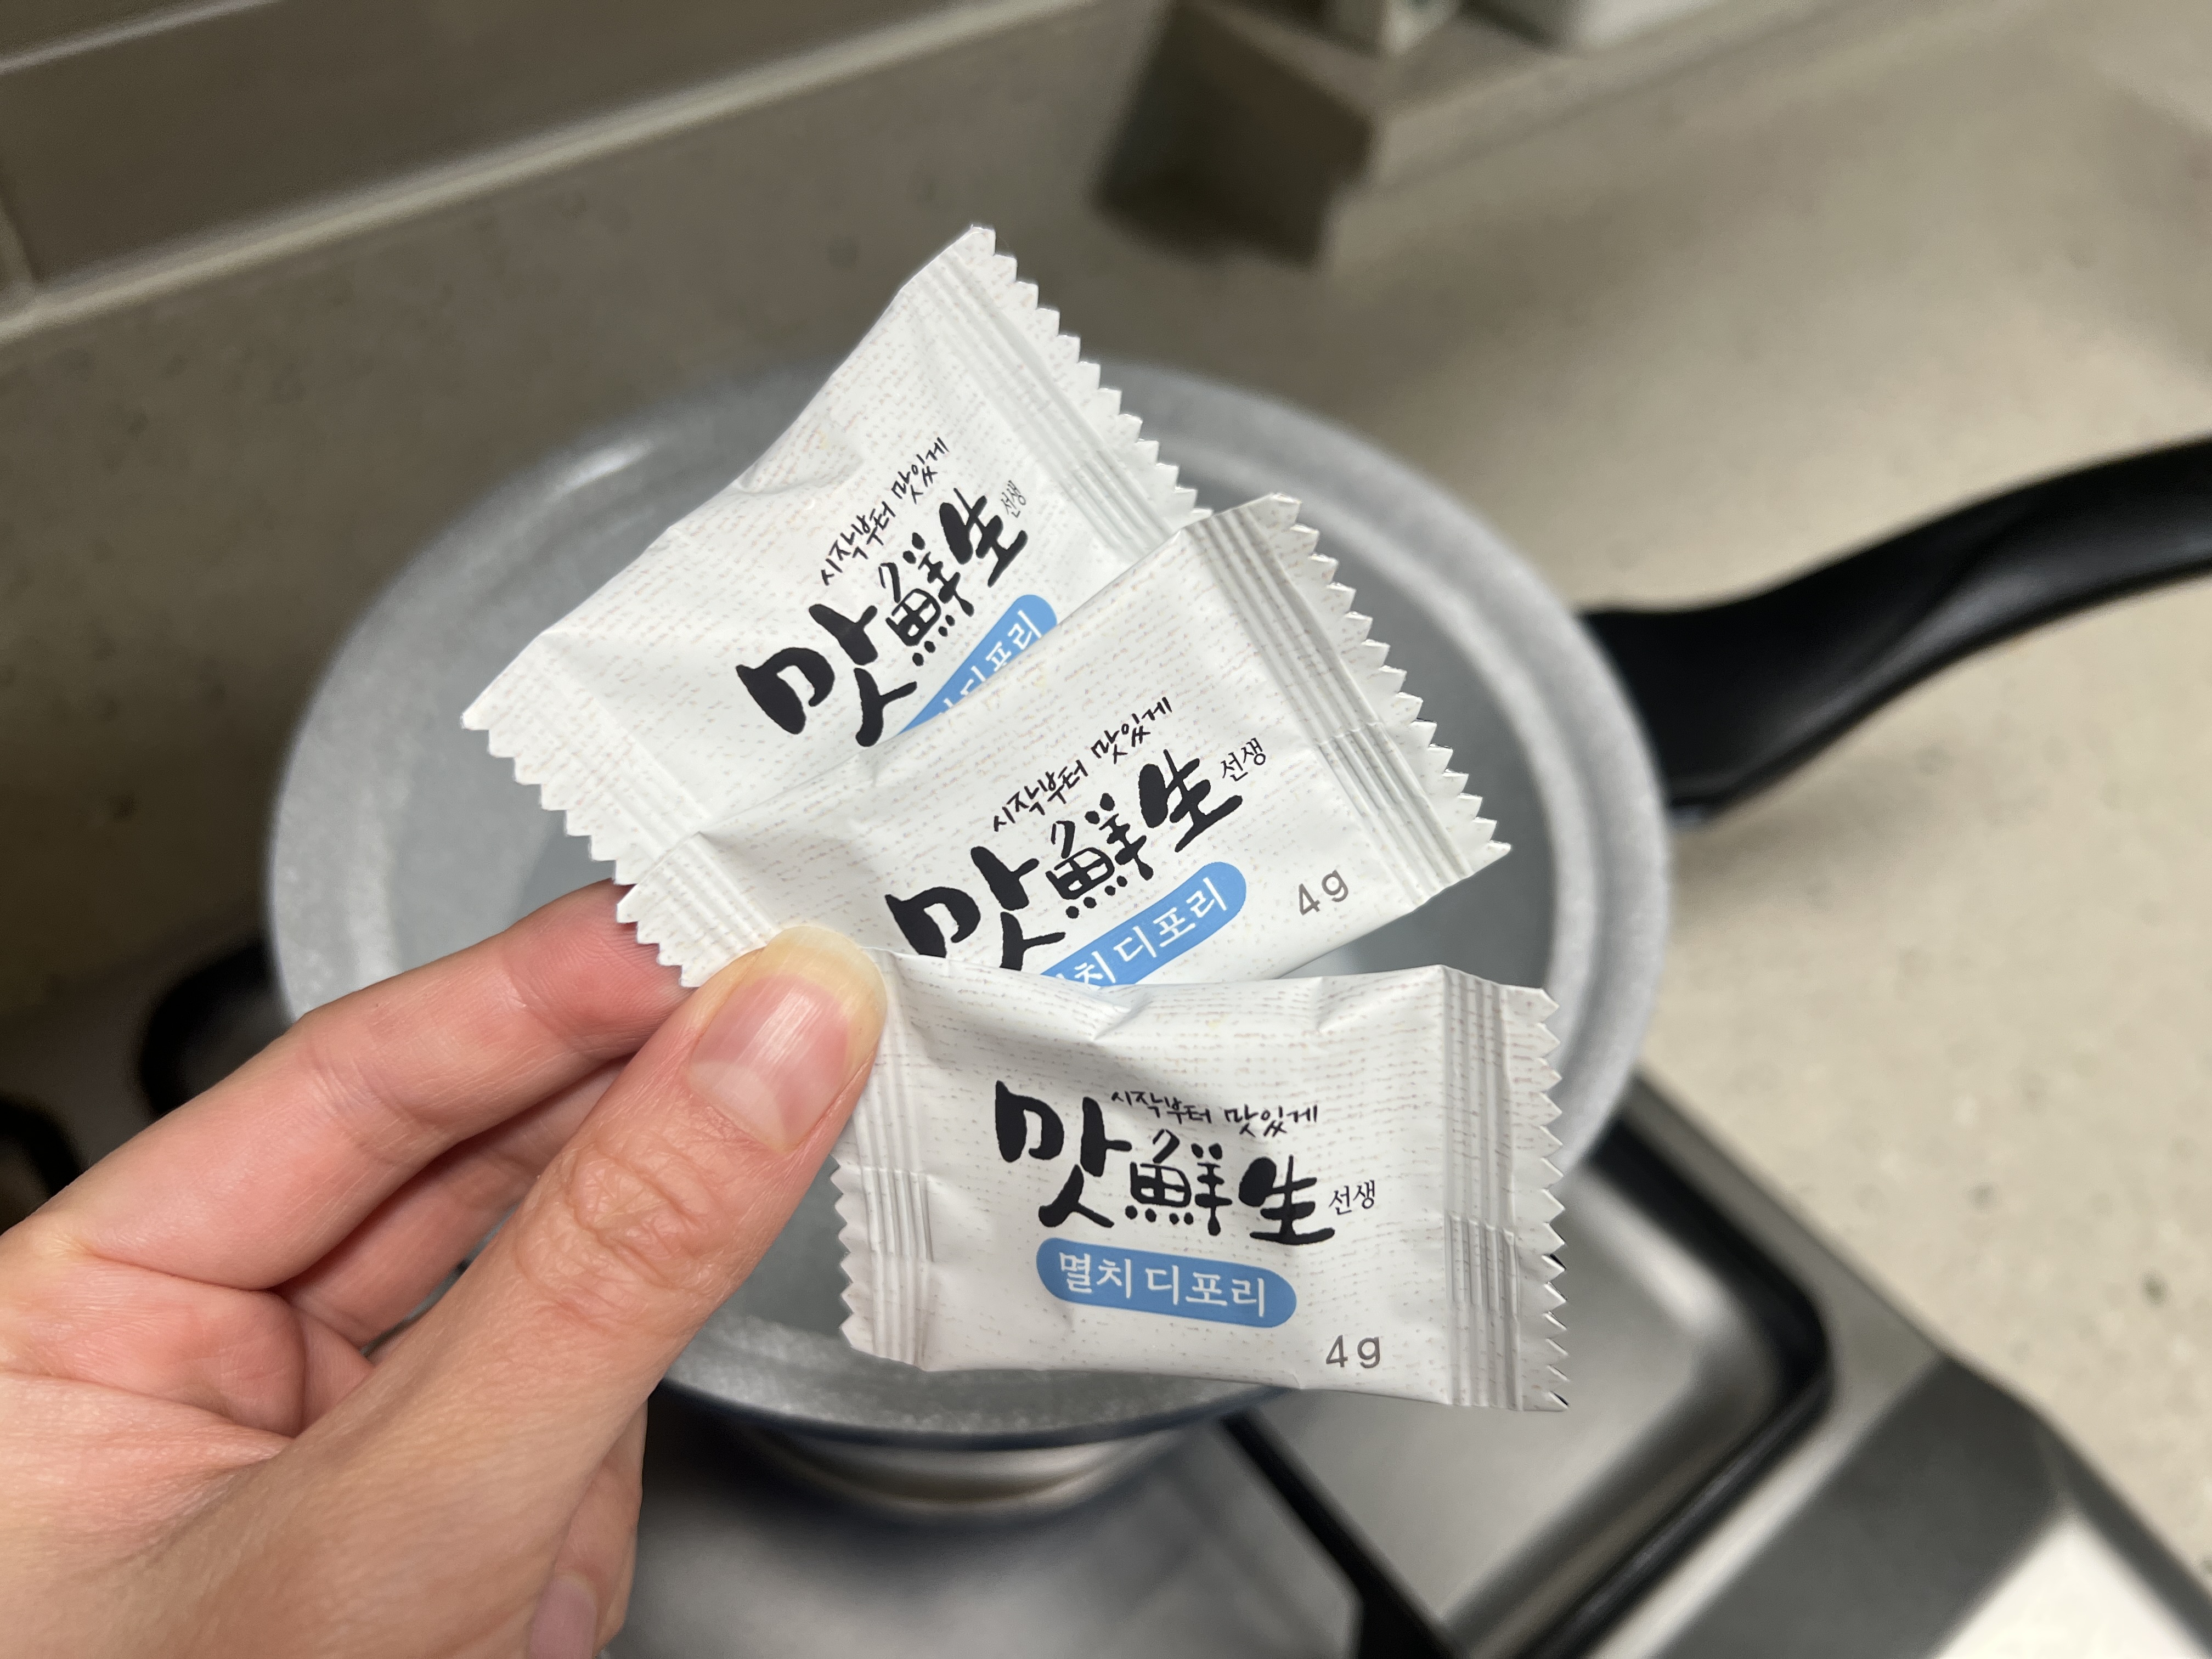 시작부터 맛있게
맛鮮生 선생
디포리
시작부터 맛있게
맛鮮生 선생
디포리
4g
시작부터 맛있게
맛鮮生 선생
멸치 디포리
4g